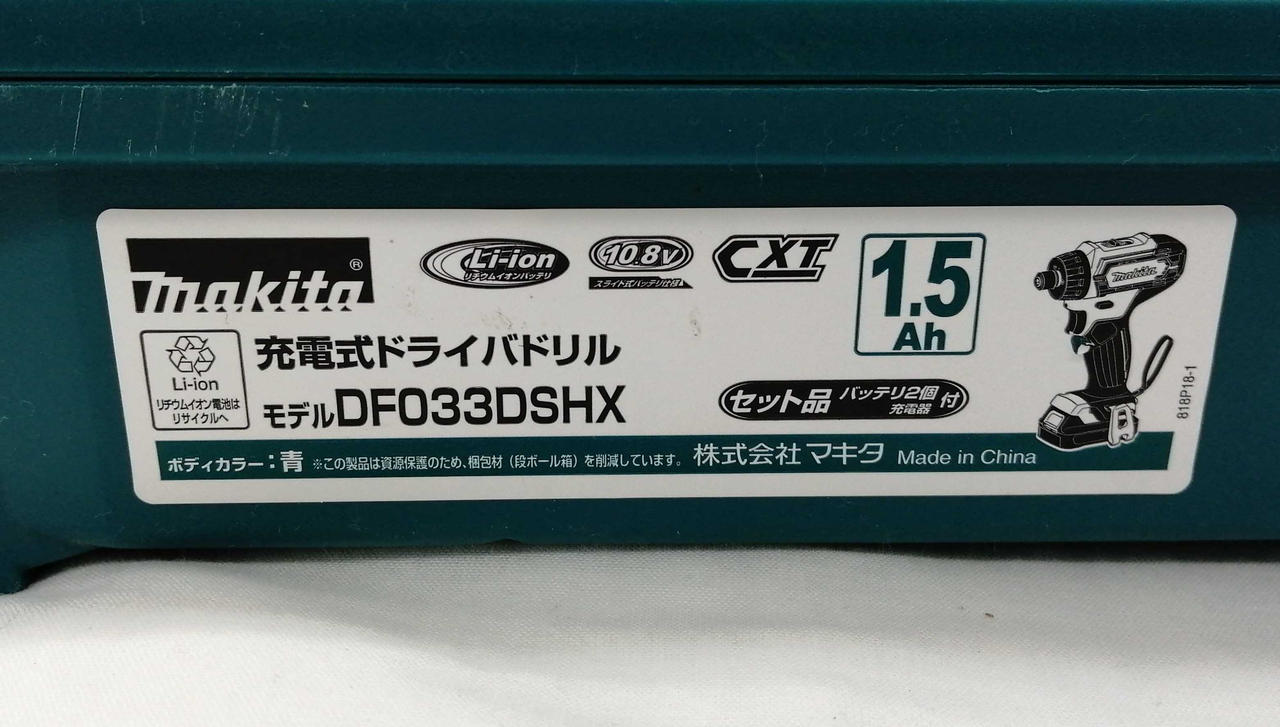 makita®
Li-ion
リチウムイオンバッテリ
10.8V
スライド式バッテリ仕様
CXT
1.5
Ah
makita
Li-ion
リチウムイオン電池は
リサイクルへ
充電式ドライバドリル
モデルDF033DSHX
セット品 バッテリ2個 充電器 付
818P18-1
ボディカラー：青 ※この製品は資源保護のため、梱包材（段ボール箱）を削減しています。 株式会社マキタ Made in China